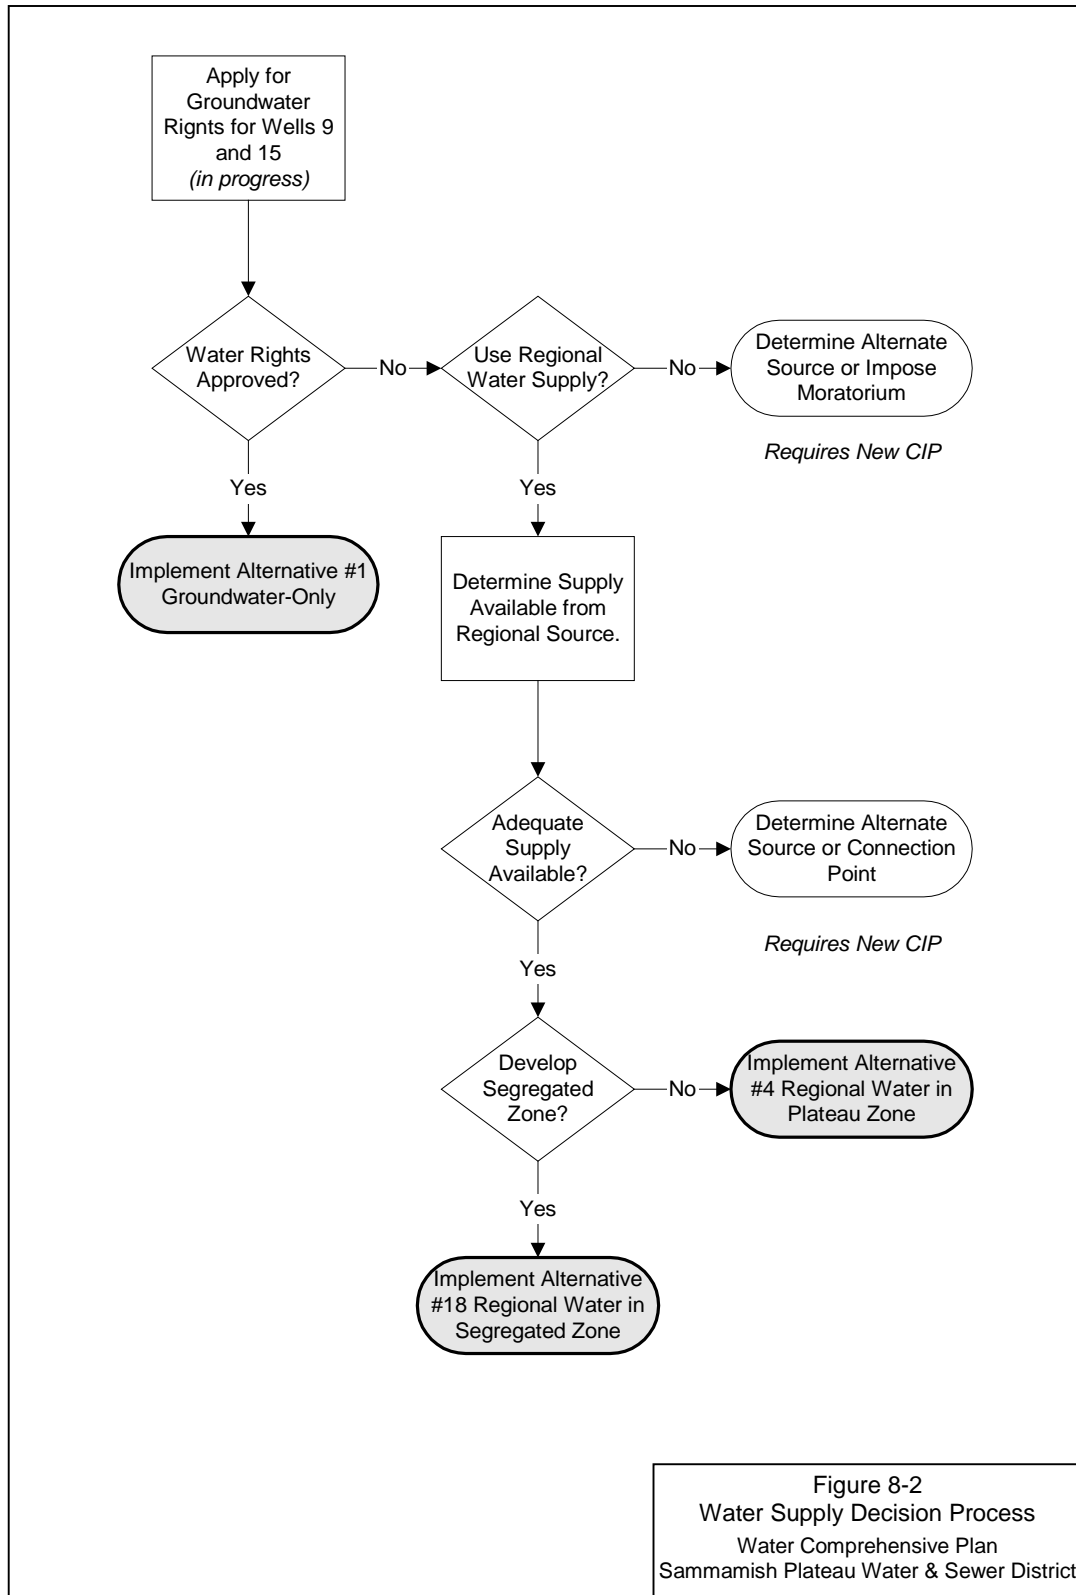 Apply for
Groundwater
Rignts for Wells 9
and 15
(in progress)
Water Rights
Approved?
No
Use Regional
Water Supply?
No
Determine Alternate
Source or Impose
Moratorium
Requires New CIP
Yes
Yes
Implement Alternative #1
Groundwater-Only
Determine Supply
Available from
Regional Source.
Adequate
Supply
Available?
No
Determine Alternate
Source or Connection
Point
Requires New CIP
Yes
Develop
Segregated
Zone?
No
Implement Alternative
#4 Regional Water in
Plateau Zone
Yes
Implement Alternative
#18 Regional Water in
Segregated Zone
Figure 8-2
Water Supply Decision Process
Water Comprehensive Plan
Sammamish Plateau Water & Sewer District